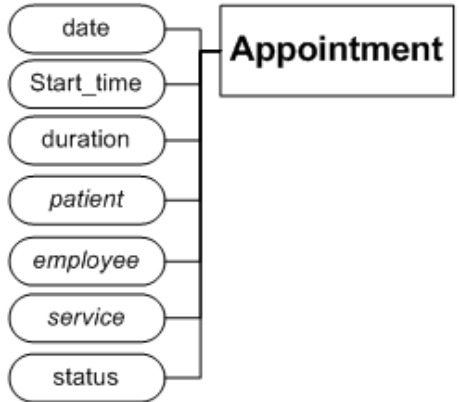 date
Appointment
Start_time
duration
patient
employee
service
status